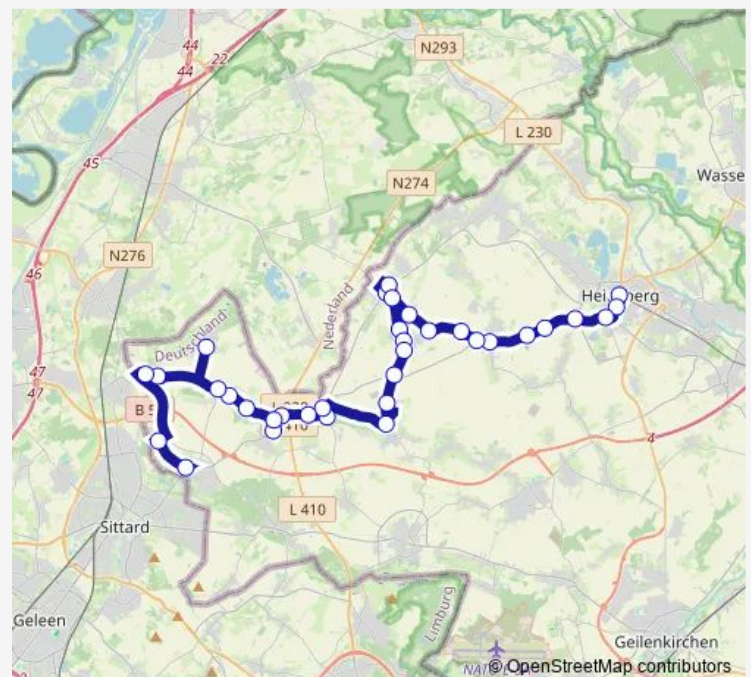 44
44
22
N293
L 230
45
N274
Wasse
N276
46
Heinsberg
Nederland
Deutschland
47
47
B 5
L 228
L 410
4
L 410
Sittard
Limburg
Geleen
Geilenkirchen
© OpenStreetMap contributors